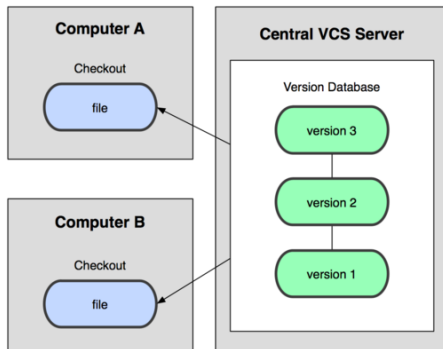 Computer A
Checkout
file
Computer B
Checkout
file
Central VCS Server
Version Database
version 3
version 2
version 1